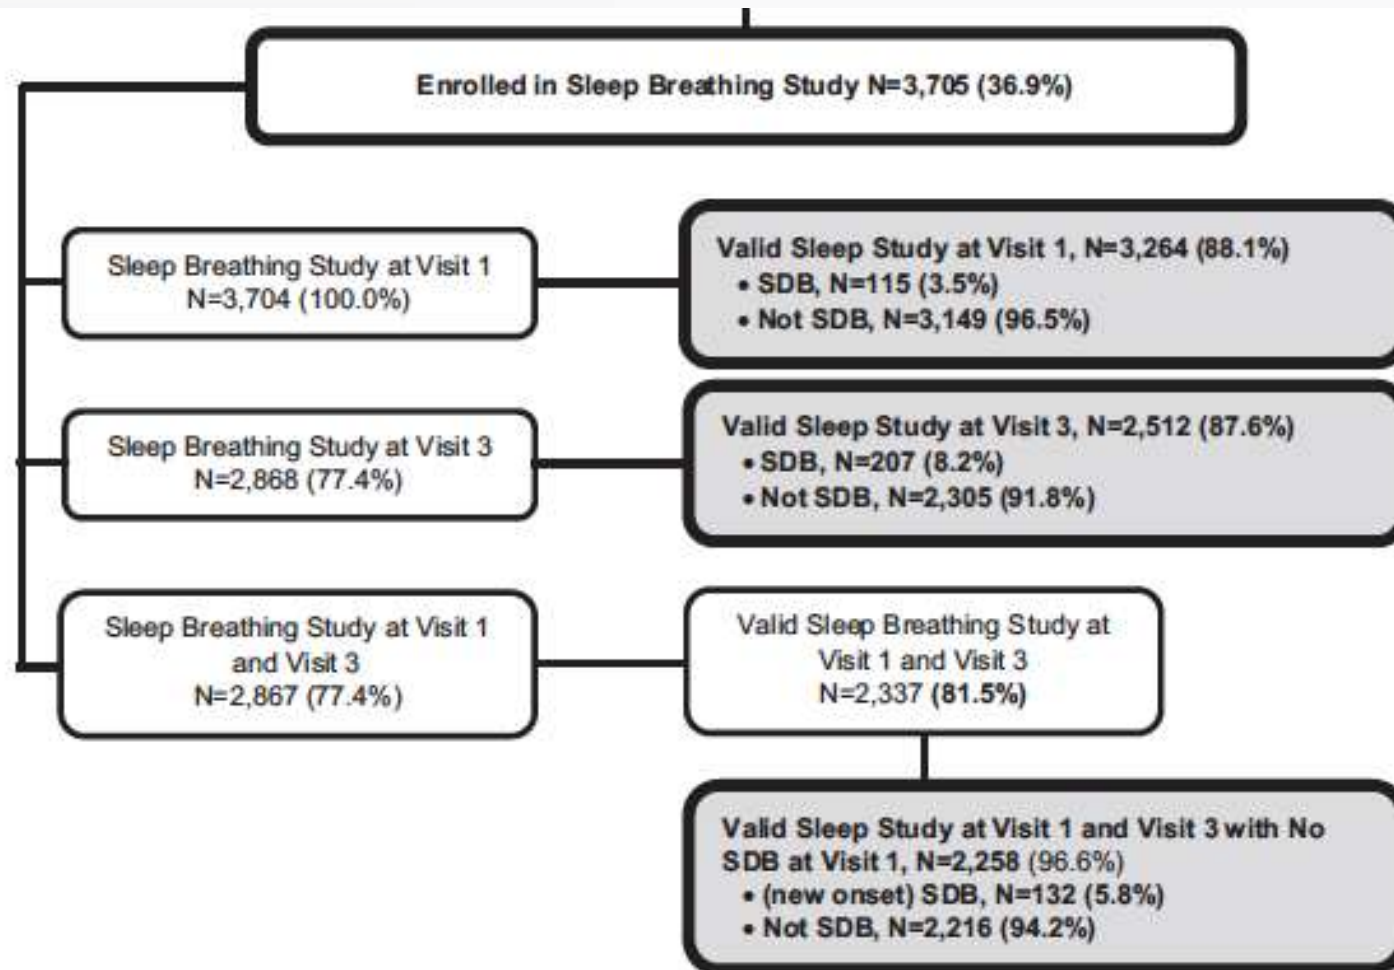 Enrolled in Sleep Breathing Study N=3,705 (36.9%)
Sleep Breathing Study at Visit 1
N=3,704 (100.0%)
Valid Sleep Study at Visit 1, N=3,264 (88.1%)
• SDB, N=115 (3.5%)
• Not SDB, N=3,149 (96.5%)
Sleep Breathing Study at Visit 3
N=2,868 (77.4%)
Valid Sleep Study at Visit 3, N=2,512 (87.6%)
• SDB, N=207 (8.2%)
• Not SDB, N=2,305 (91.8%)
Sleep Breathing Study at Visit 1
and Visit 3
N=2,867 (77.4%)
Valid Sleep Breathing Study at
Visit 1 and Visit 3
N=2,337 (81.5%)
Valid Sleep Study at Visit 1 and Visit 3 with No
SDB at Visit 1, N=2,258 (96.6%)
• (new onset) SDB, N=132 (5.8%)
• Not SDB, N=2,216 (94.2%)